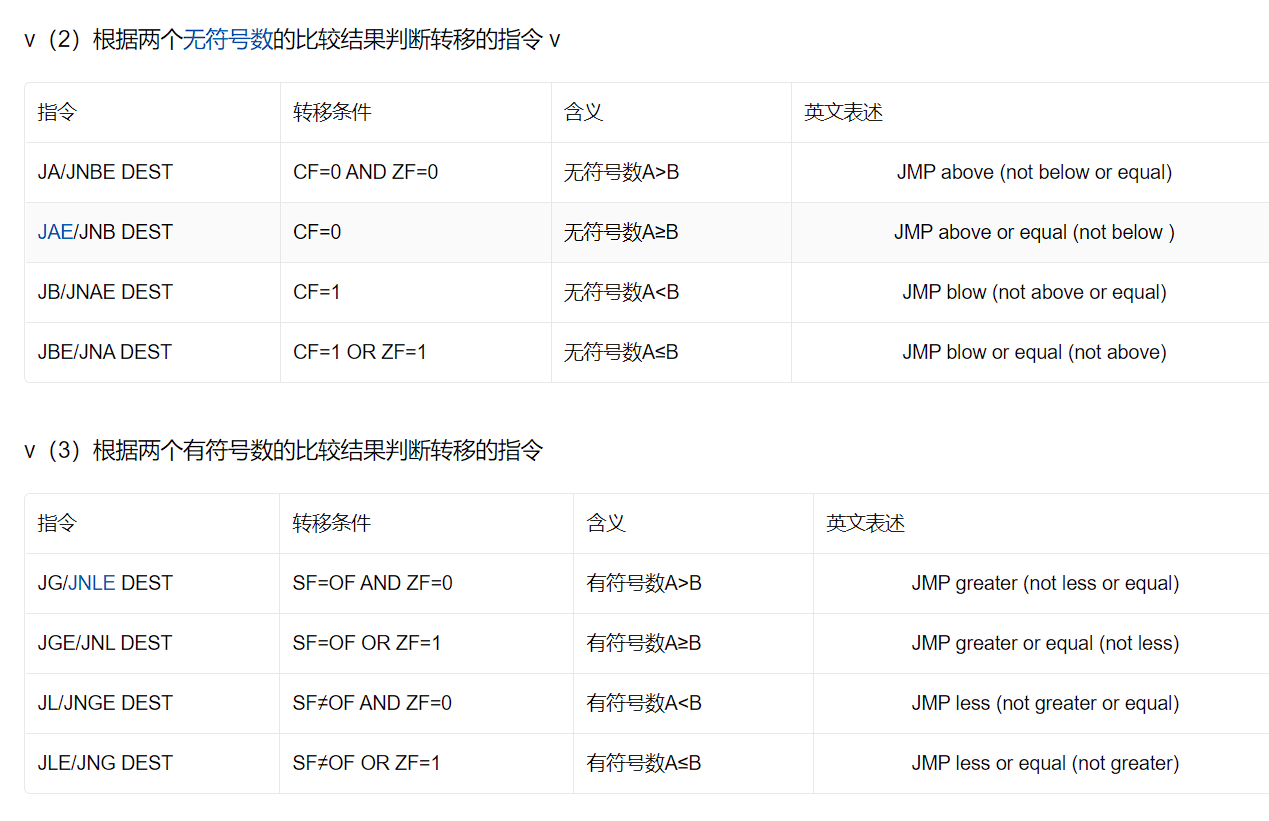 v（2）根据两个无符号数的比较结果判断转移的指令 v
指令 转移条件 含义 英文表述
JA/JNBE DEST CF=0 AND ZF=0 无符号数A>B JMP above (not below or equal)
JAE/JNB DEST CF=0 无符号数A≥B JMP above or equal (not below )
JB/JNAE DEST CF=1 无符号数A<B JMP blow (not above or equal)
JBE/JNA DEST CF=1 OR ZF=1 无符号数A≤B JMP blow or equal (not above)
v（3）根据两个有符号数的比较结果判断转移的指令
指令 转移条件 含义 英文表述
JG/JNLE DEST SF=OF AND ZF=0 有符号数A>B JMP greater (not less or equal)
JGE/JNL DEST SF=OF OR ZF=1 有符号数A≥B JMP greater or equal (not less)
JL/JNGE DEST SF≠OF AND ZF=0 有符号数A<B JMP less (not greater or equal)
JLE/JNG DEST SF≠OF OR ZF=1 有符号数A≤B JMP less or equal (not greater)